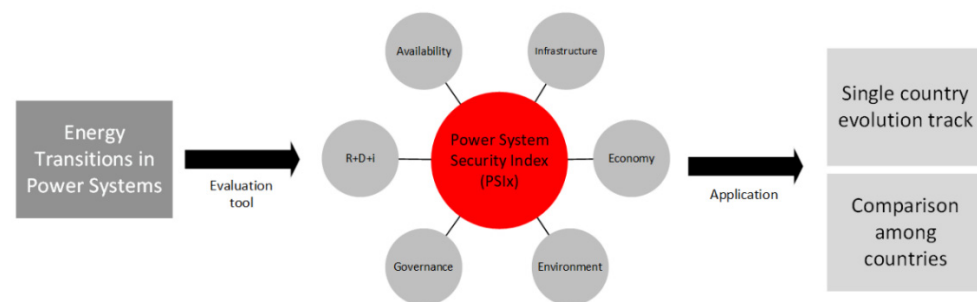 Energy
Transitions in
Power Systems
Evaluation
tool
Availability
Infrastructure
R+D+i
Power System
Security Index
(PSIx)
Economy
Governance
Environment
Application
Single country
evolution track
Comparison
among
countries